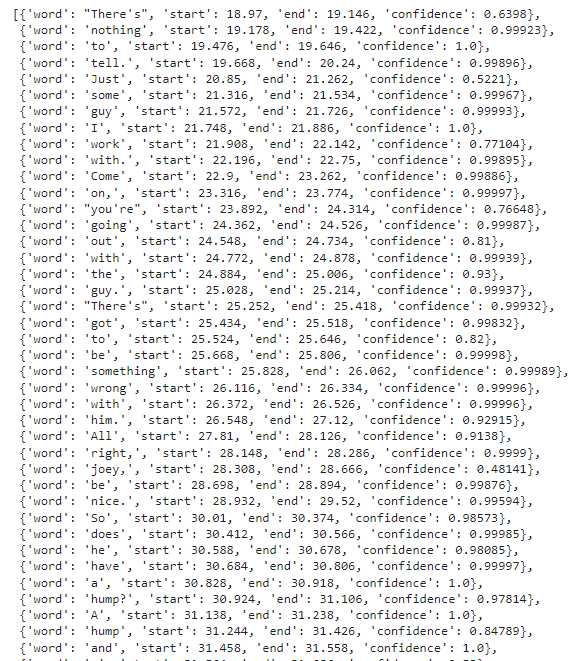 [{'word': "There's", 'start': 18.97, 'end': 19.146, 'confidence': 0.6398},
{'word': 'nothing', 'start': 19.178, 'end': 19.422, 'confidence': 0.99923},
{'word': 'to', 'start': 19.476, 'end': 19.646, 'confidence': 1.0},
{'word': 'tell.', 'start': 19.668, 'end': 20.24, 'confidence': 0.99896},
{'word': 'Just', 'start': 20.85, 'end': 21.262, 'confidence': 0.5221},
{'word': 'some', 'start': 21.316, 'end': 21.534, 'confidence': 0.99967},
{'word': 'guy', 'start': 21.572, 'end': 21.726, 'confidence': 0.99993},
{'word': 'I', 'start': 21.748, 'end': 21.886, 'confidence': 1.0},
{'word': 'work', 'start': 21.908, 'end': 22.142, 'confidence': 0.77104},
{'word': 'with.', 'start': 22.196, 'end': 22.75, 'confidence': 0.99895},
{'word': 'Come', 'start': 22.9, 'end': 23.262, 'confidence': 0.99886},
{'word': 'on,', 'start': 23.316, 'end': 23.774, 'confidence': 0.99997},
{'word': "you're", 'start': 23.892, 'end': 24.314, 'confidence': 0.76648},
{'word': 'going', 'start': 24.362, 'end': 24.526, 'confidence': 0.99987},
{'word': 'out', 'start': 24.548, 'end': 24.734, 'confidence': 0.81},
{'word': 'with', 'start': 24.772, 'end': 24.878, 'confidence': 0.99939},
{'word': 'the', 'start': 24.884, 'end': 25.006, 'confidence': 0.93},
{'word': 'guy.', 'start': 25.028, 'end': 25.214, 'confidence': 0.99937},
{'word': "There's", 'start': 25.252, 'end': 25.418, 'confidence': 0.99932},
{'word': 'got', 'start': 25.434, 'end': 25.518, 'confidence': 0.99832},
{'word': 'to', 'start': 25.524, 'end': 25.646, 'confidence': 0.82},
{'word': 'be', 'start': 25.668, 'end': 25.806, 'confidence': 0.99998},
{'word': 'something', 'start': 25.828, 'end': 26.062, 'confidence': 0.99989},
{'word': 'wrong', 'start': 26.116, 'end': 26.334, 'confidence': 0.99996},
{'word': 'with', 'start': 26.372, 'end': 26.526, 'confidence': 0.99996},
{'word': 'him.', 'start': 26.548, 'end': 27.12, 'confidence': 0.92915},
{'word': 'All', 'start': 27.81, 'end': 28.126, 'confidence': 0.9138},
{'word': 'right,', 'start': 28.148, 'end': 28.286, 'confidence': 0.9999},
{'word': 'joey,', 'start': 28.308, 'end': 28.666, 'confidence': 0.48141},
{'word': 'be', 'start': 28.698, 'end': 28.894, 'confidence': 0.99876},
{'word': 'nice.', 'start': 28.932, 'end': 29.52, 'confidence': 0.99594},
{'word': 'So', 'start': 30.01, 'end': 30.374, 'confidence': 0.98573},
{'word': 'does', 'start': 30.412, 'end': 30.566, 'confidence': 0.99985},
{'word': 'he', 'start': 30.588, 'end': 30.678, 'confidence': 0.98085},
{'word': 'have', 'start': 30.684, 'end': 30.806, 'confidence': 0.99997},
{'word': 'a', 'start': 30.828, 'end': 30.918, 'confidence': 1.0},
{'word': 'hump?', 'start': 30.924, 'end': 31.106, 'confidence': 0.97814},
{'word': 'A', 'start': 31.138, 'end': 31.238, 'confidence': 1.0},
{'word': 'hump', 'start': 31.244, 'end': 31.426, 'confidence': 0.84789},
{'word': 'and', 'start': 31.458, 'end': 31.558, 'confidence': 1.0},